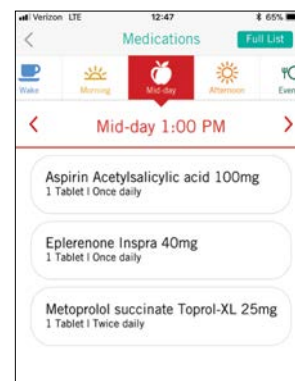 Verizon LTE 12:47 65%
Medications Full List
Wake Morning Mid-day Afternoon Even
Mid-day 1:00 PM
Aspirin Acetylsalicylic acid 100mg
1 Tablet | Once daily
Eplerenone Inspra 40mg
1 Tablet | Once daily
Metoprolol succinate Toprol-XL 25mg
1 Tablet | Twice daily